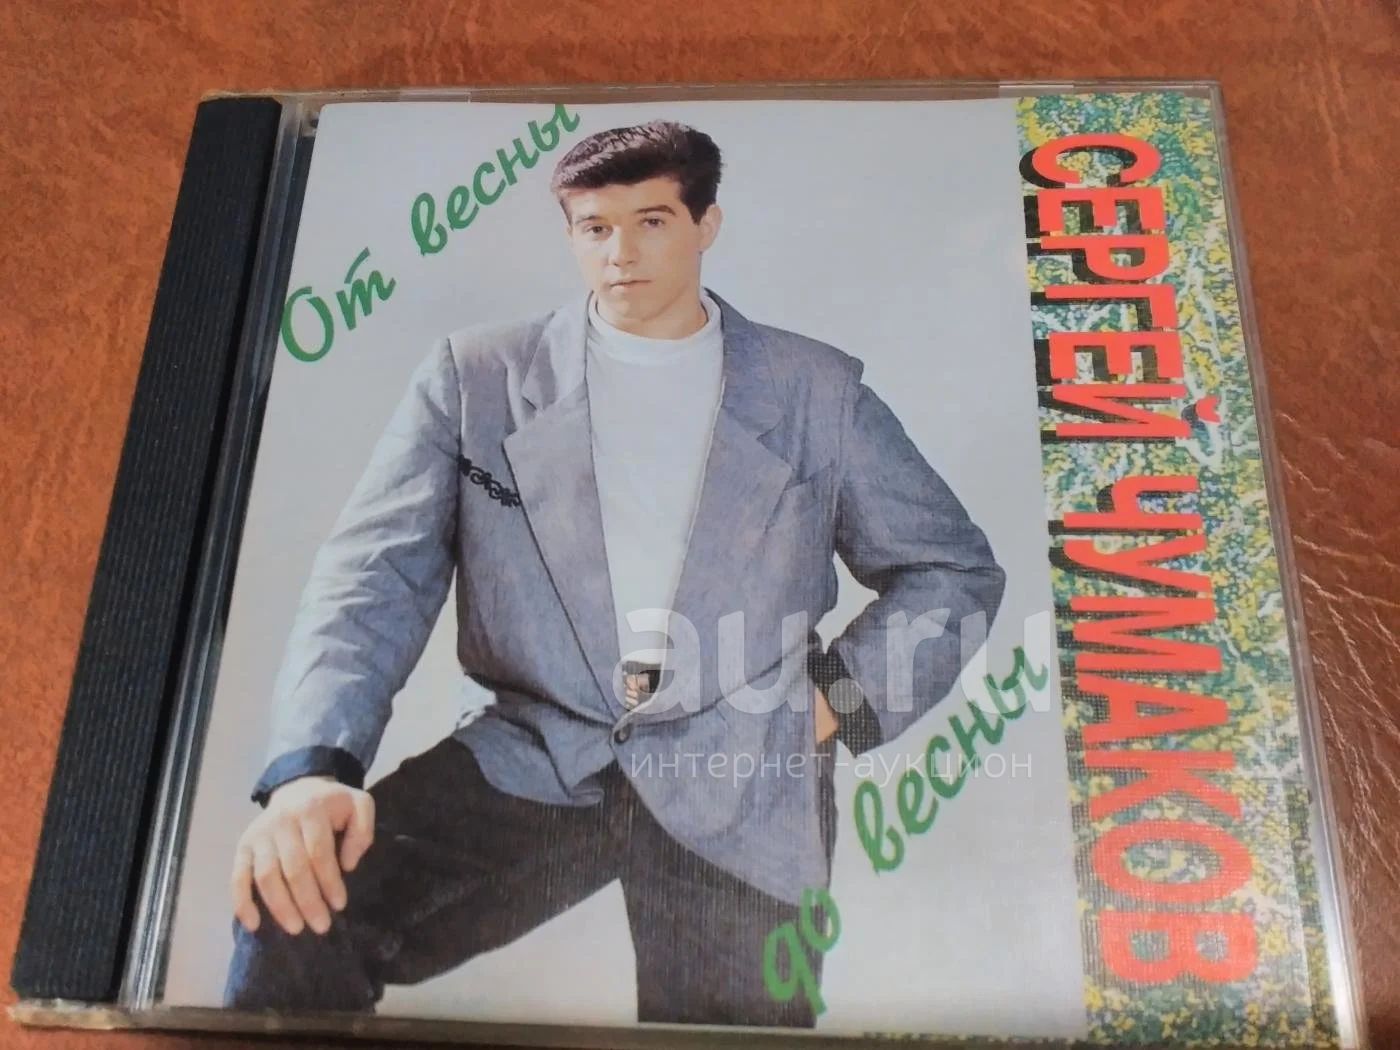 От весны
до весны
СЕРГЕЙ ЧУМАКОВ
au.ru
интернет-аукцион